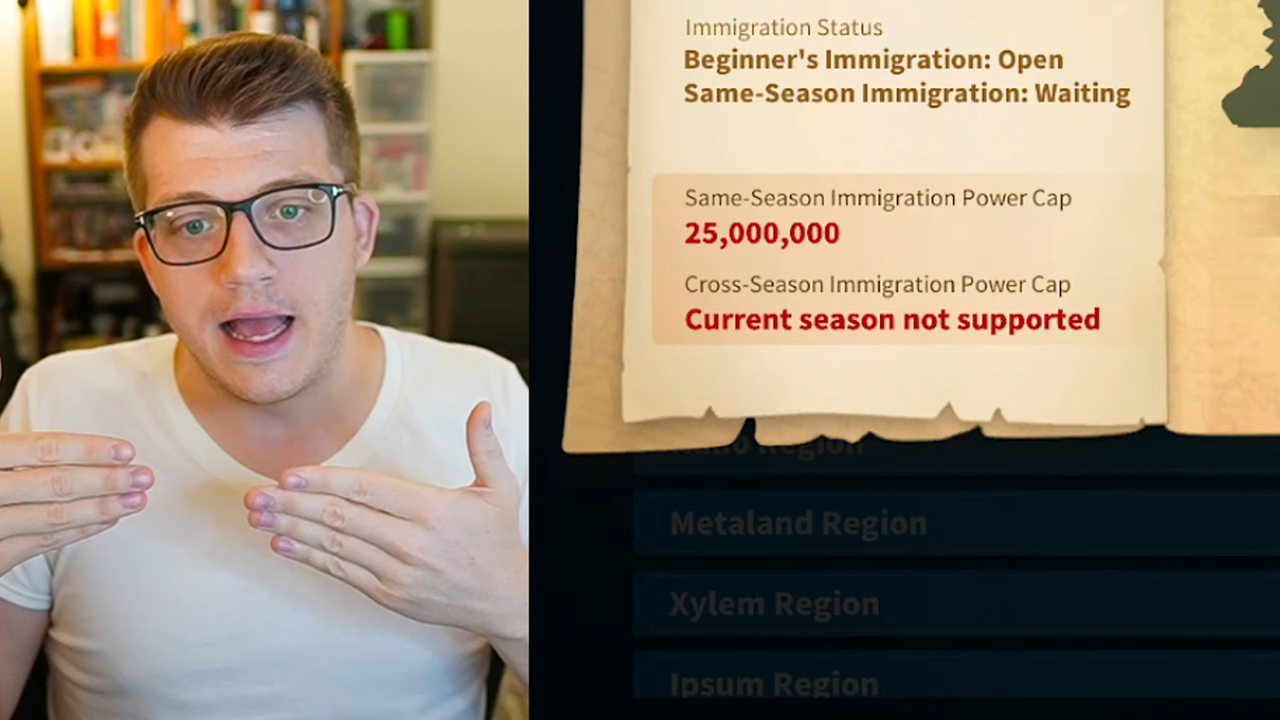 Immigration Status
Beginner's Immigration: Open
Same-Season Immigration: Waiting
Same-Season Immigration Power Cap
25,000,000
Cross-Season Immigration Power Cap
Current season not supported
Region
Metaland Region
Xylem Region
Ipsum Region